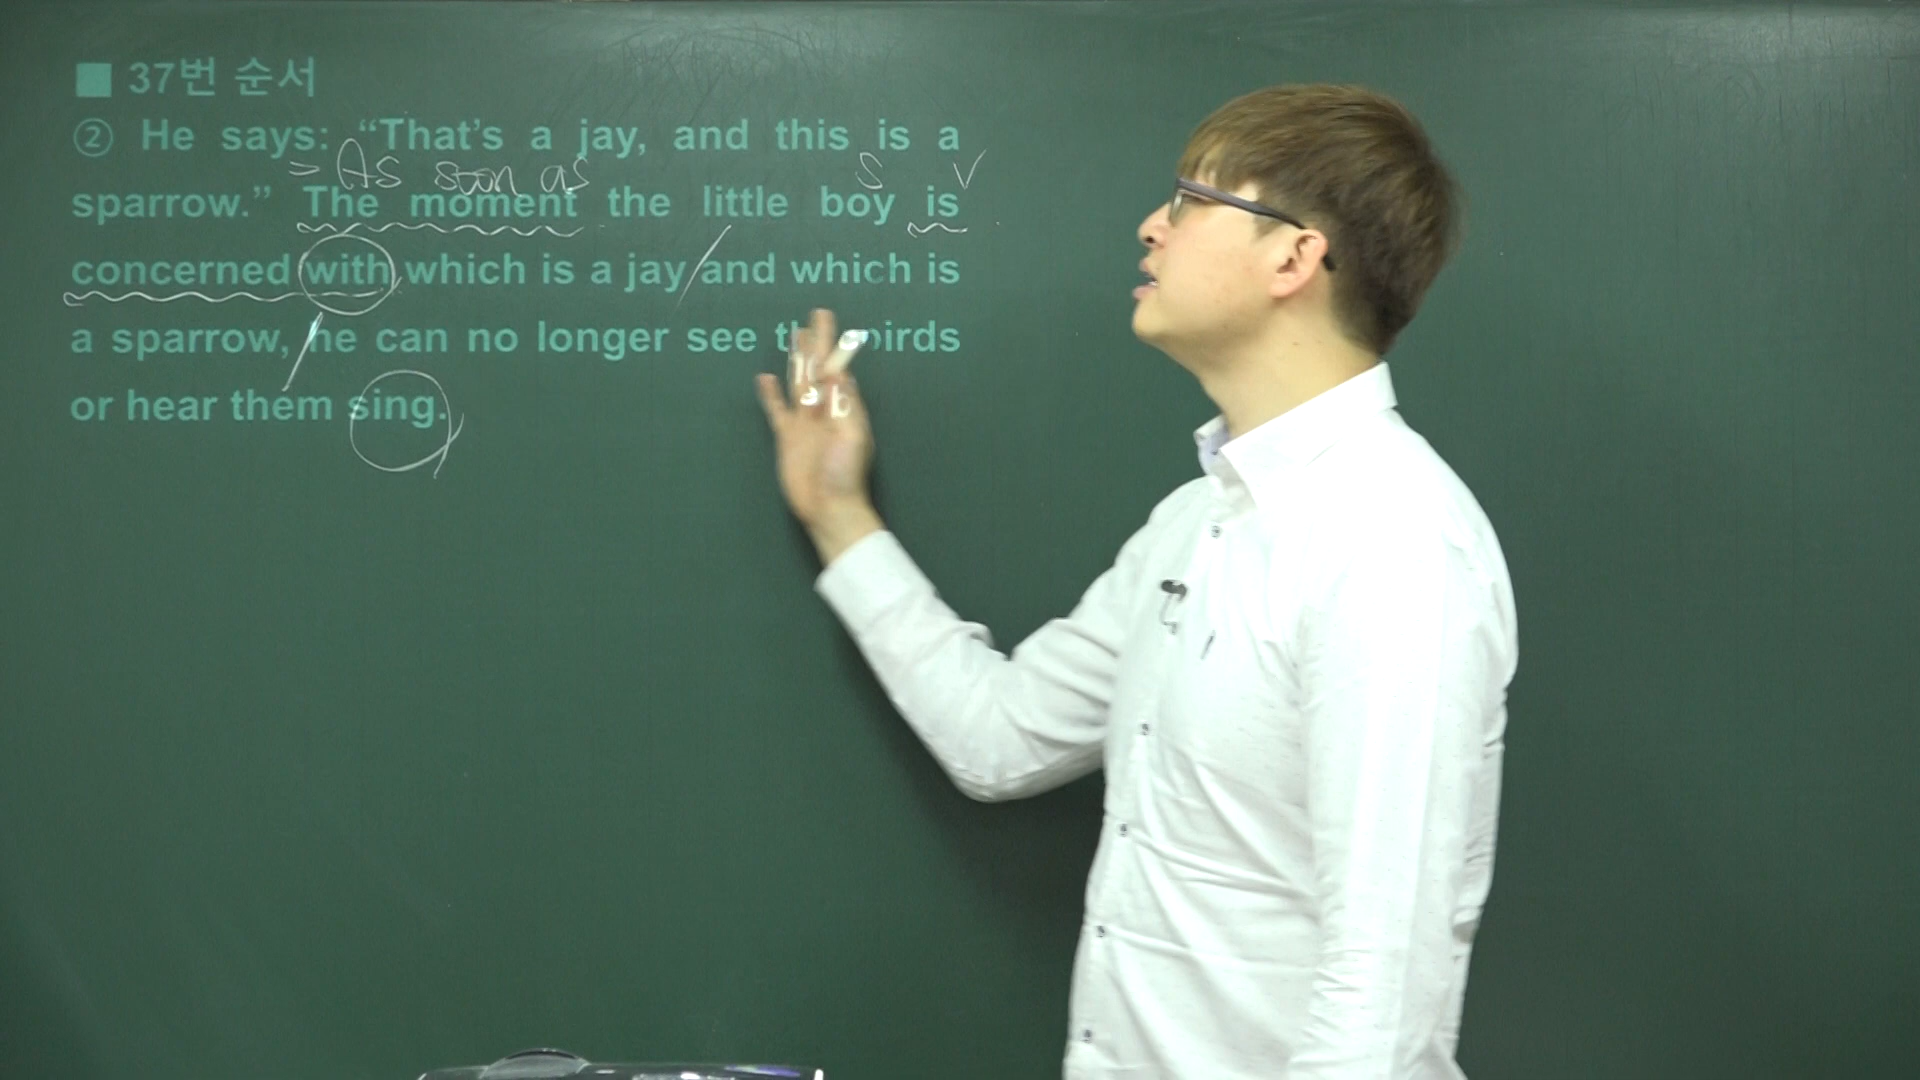 ■ 37번 순서
② He says: “That’s a jay, and this is a
= As soon as S V
sparrow.” The moment the little boy is
concerned with which is a jay/and which is
a sparrow, he can no longer see the birds
or hear them sing.